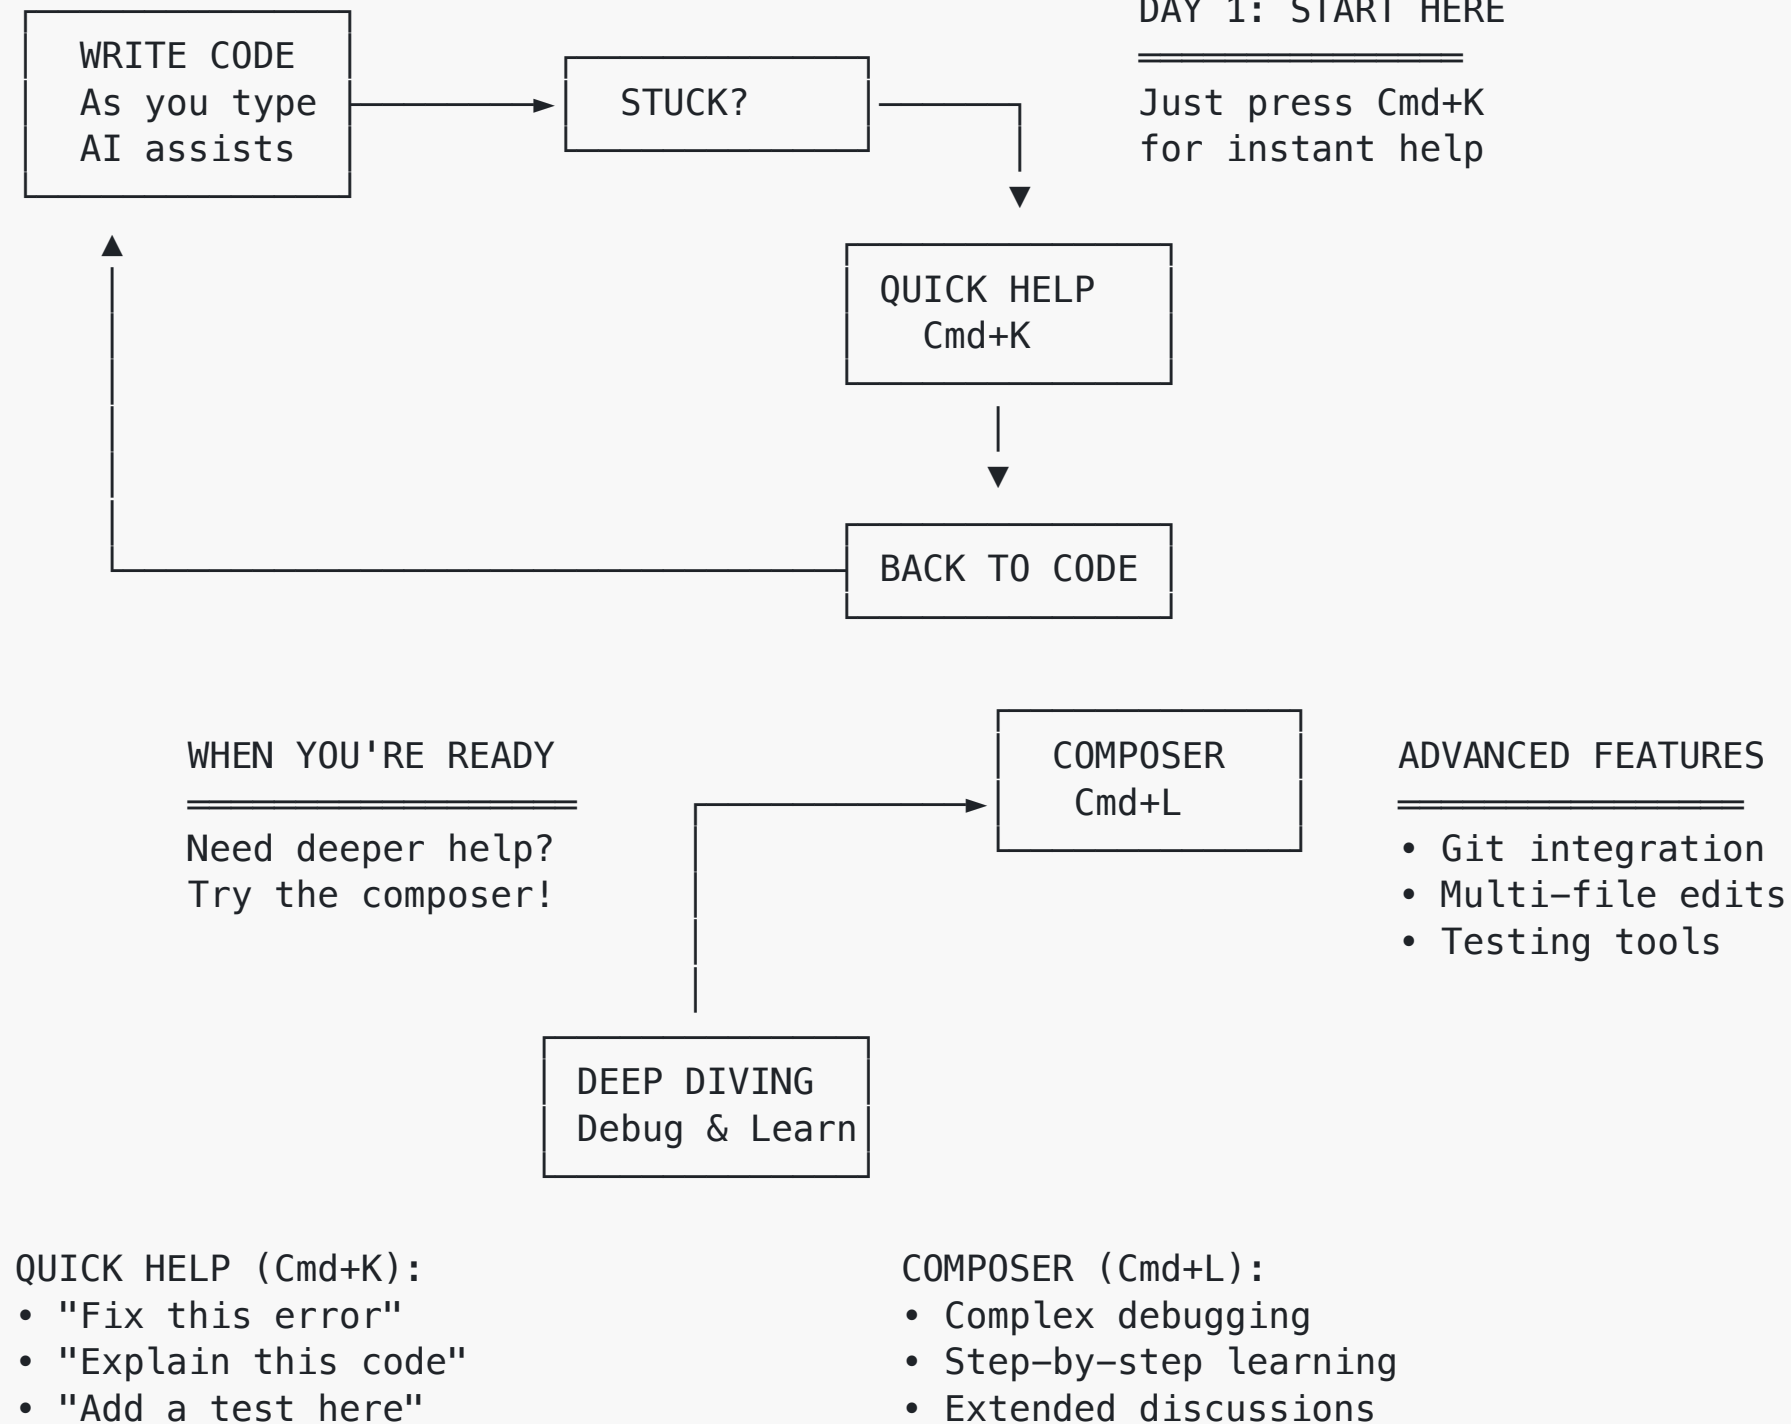 DAY 1: START HERE
WRITE CODE
As you type
AI assists
STUCK?
Just press Cmd+K
for instant help
QUICK HELP
Cmd+K
BACK TO CODE
WHEN YOU'RE READY
Need deeper help?
Try the composer!
COMPOSER
Cmd+L
ADVANCED FEATURES
• Git integration
• Multi-file edits
• Testing tools
DEEP DIVING
Debug & Learn
QUICK HELP (Cmd+K):
• "Fix this error"
• "Explain this code"
• "Add a test here"
COMPOSER (Cmd+L):
• Complex debugging
• Step-by-step learning
• Extended discussions